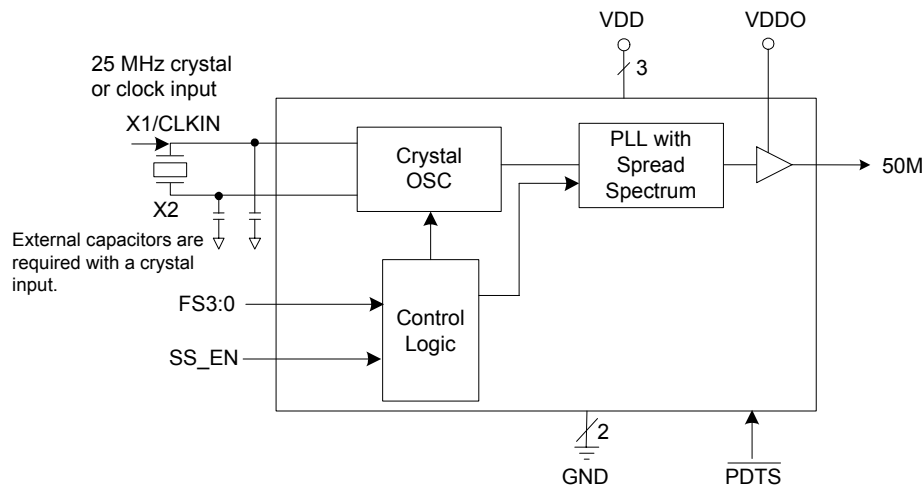 VDD
VDDO
3
25 MHz crystal
or clock input
X1/CLKIN
X2
External capacitors are
required with a crystal
input.
Crystal
OSC
PLL with
Spread
Spectrum
50M
FS3:0
SS_EN
Control
Logic
2
GND
PDTS